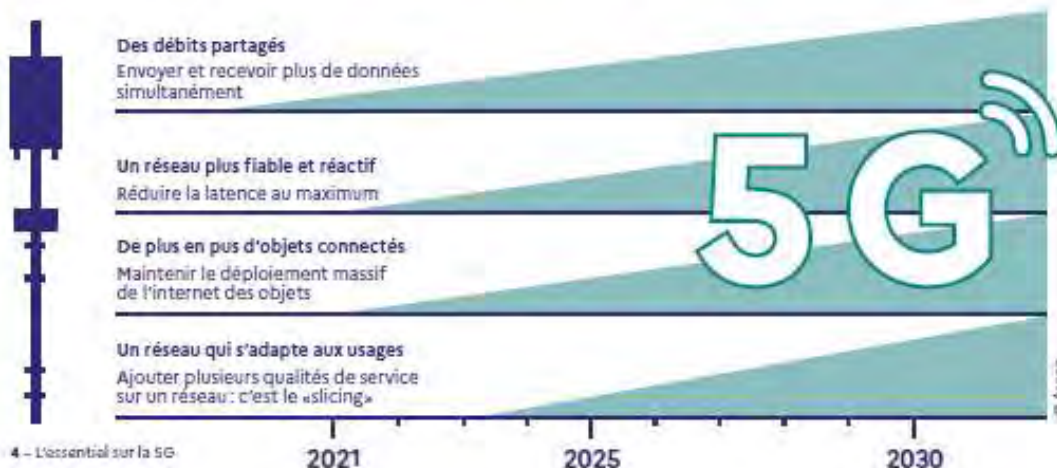 Des débits partagés
Envoyer et recevoir plus de données
simultanément
Un réseau plus fiable et réactif
Réduire la latence au maximum
De plus en pus d'objets connectés
Maintenir le déploiement massif
de l'internet des objets
Un réseau qui s'adapte aux usages
Ajouter plusieurs qualités de service
sur un réseau : c'est le «slicing»
5G
2021
2025
2030
4 – L'essentiel sur la 5G